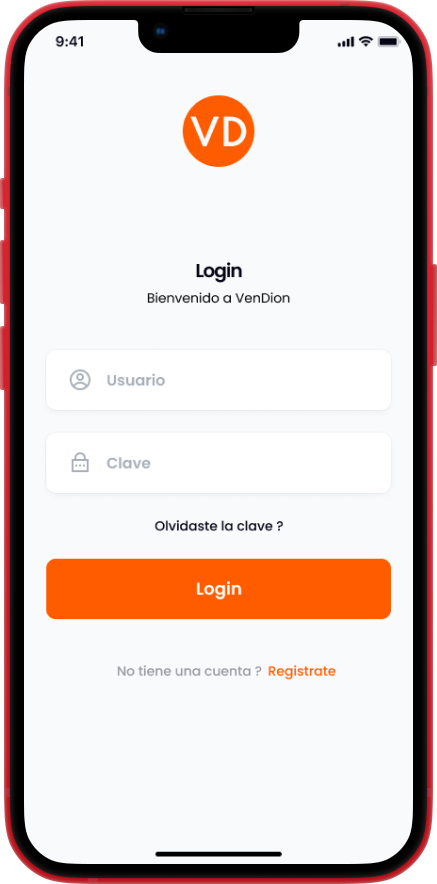 9:41
VD
Login
Bienvenido a VenDion
Usuario
Clave
Olvidaste la clave ?
Login
No tiene una cuenta ? Registrate